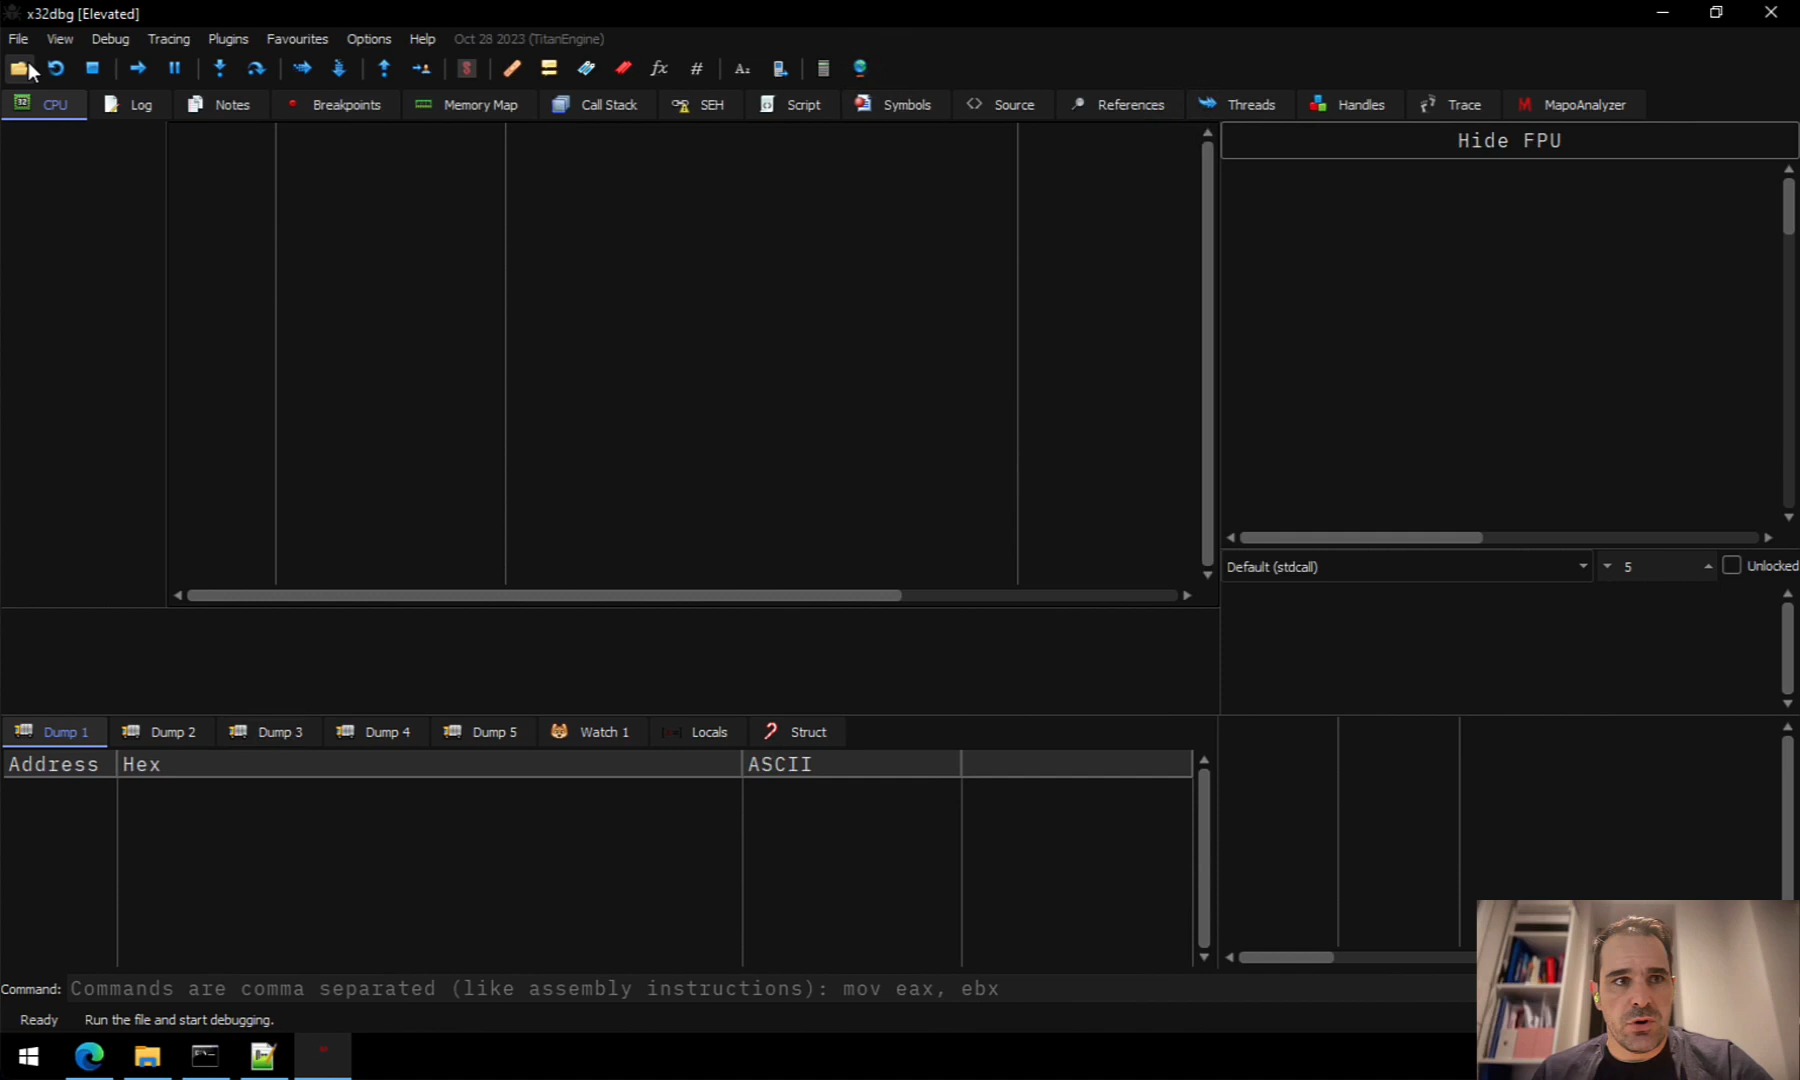 x32dbg [Elevated]
File View Debug Tracing Plugins Favourites Options Help Oct 28 2023 (TitanEngine)
CPU Log Notes Breakpoints Memory Map Call Stack SEH Script Symbols Source References Threads Handles Trace MapoAnalyzer
Hide FPU
Default (stdcall) 5 Unlocked
Dump 1 Dump 2 Dump 3 Dump 4 Dump 5 Watch 1 Locals Struct
Address Hex ASCII
Command: Commands are comma separated (like assembly instructions): mov eax, ebx
Ready Run the file and start debugging.